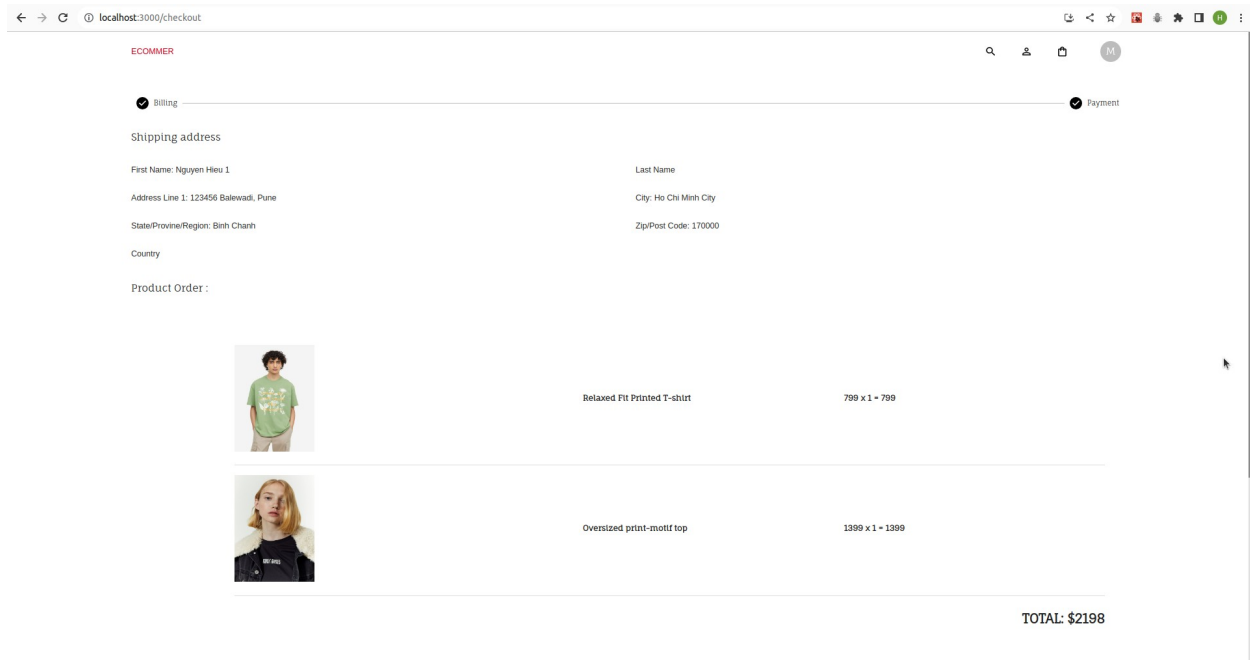 localhost:3000/checkout
H
ECOMMER
M
Billing
Payment
Shipping address
First Name: Nguyen Hieu 1
Last Name
Address Line 1: 123456 Balewadi, Pune
City: Ho Chi Minh City
State/Provine/Region: Binh Chanh
Zip/Post Code: 170000
Country
Product Order :
Relaxed Fit Printed T-shirt
799 x 1 = 799
Oversized print-motif top
1399 x 1 = 1399
TOTAL: $2198